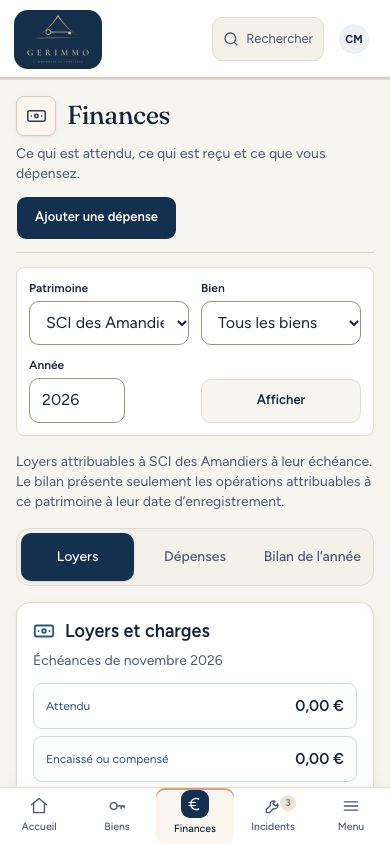 GERIMMO
Rechercher
CM
Finances
Ce qui est attendu, ce qui est reçu et ce que vous
dépensez.
Ajouter une dépense
Patrimoine
Bien
SCI des Amandie
Tous les biens
Année
2026
Afficher
Loyers attribuables à SCI des Amandiers à leur échéance.
Le bilan présente seulement les opérations attribuables à
ce patrimoine à leur date d’enregistrement.
Loyers
Dépenses
Bilan de l’année
Loyers et charges
Échéances de novembre 2026
Attendu
0,00 €
Encaissé ou compensé
0,00 €
3
Accueil
Biens
Finances
Incidents
Menu